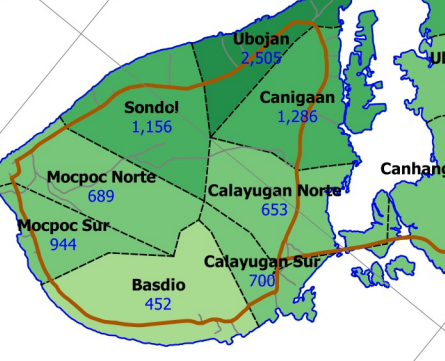 Ubojan
2,505
Ul
Sondol
1,156
Canigaan
1,286
Mocpoc Norte
689
Calayugan Norte
653
Canhang
Mocpoc Sur
944
Calayugan Sur
700
Basdio
452